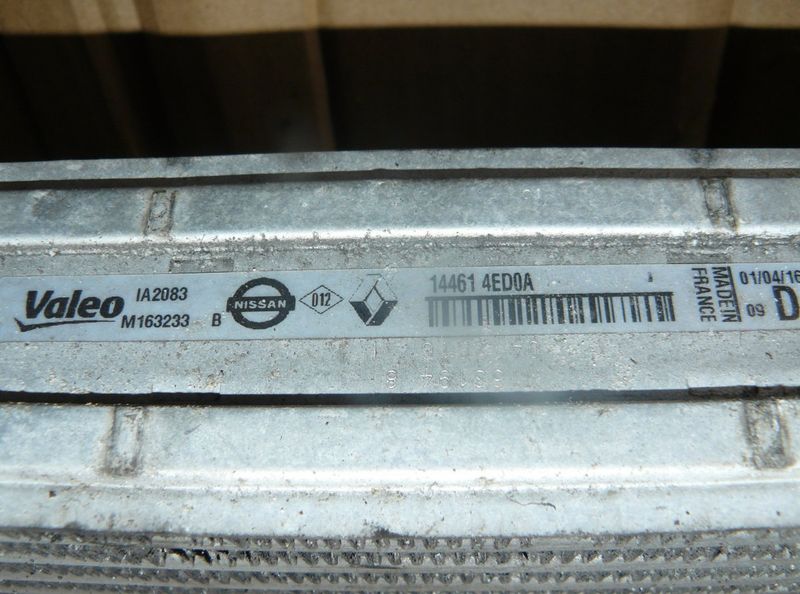 Valeo
IA2083
M163233 B
NISSAN
012
14461 4ED0A
MADE IN
FRANCE
01/04/16
09
D